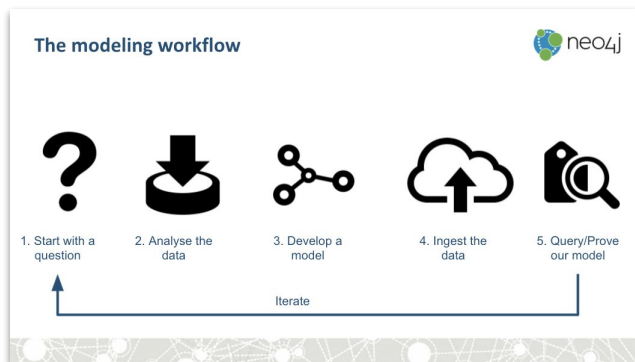 The modeling workflow
neo4j
1. Start with a
question
2. Analyse the
data
3. Develop a
model
4. Ingest the
data
5. Query/Prove
our model
Iterate